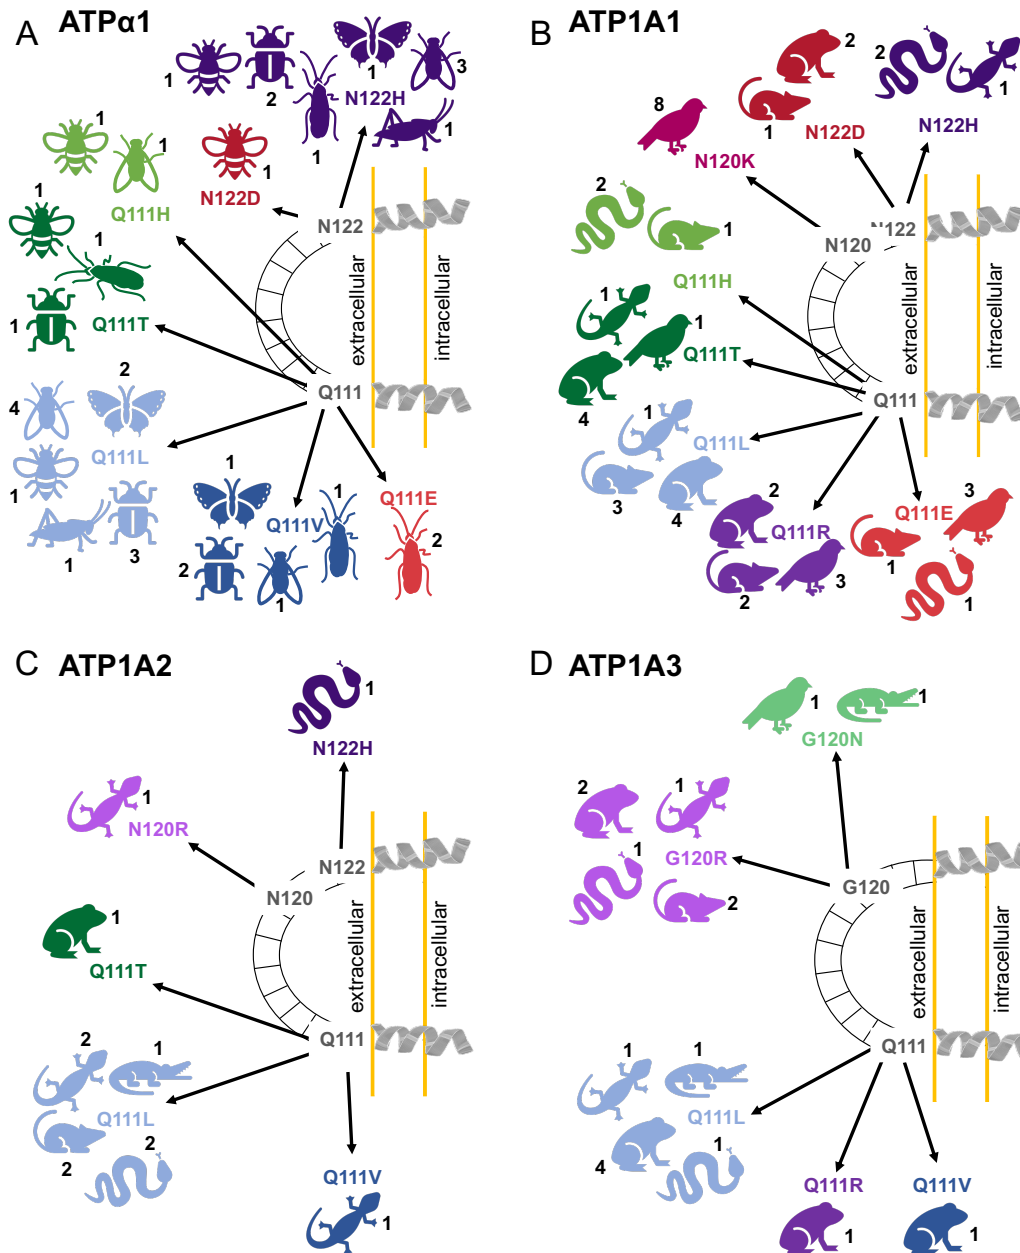 A ATPα1
1
2
N122H
1
3
1
1
1
1
N122D
1
Q111H
N122
1
1
1
Q111T
extracellular
intracellular
2
4
Q111L
1
1
3
Q111
1
Q111V
1
2
1
Q111E
2
B ATP1A1
8
N120K
2
1
N122D
2
1
N122H
2
1
Q111H
N120
N122
1
1
Q111T
4
extracellular
intracellular
1
Q111L
3
4
Q111
2
Q111R
2
3
3
Q111E
1
1
C ATP1A2
1
N122H
1
N120R
N122
N120
1
Q111T
extracellular
intracellular
Q111
2
1
Q111L
2
2
Q111V
1
D ATP1A3
1
1
G120N
2
1
1
G120R
2
G120
extracellular
intracellular
Q111
1
1
Q111L
4
1
Q111R
1
Q111V
1